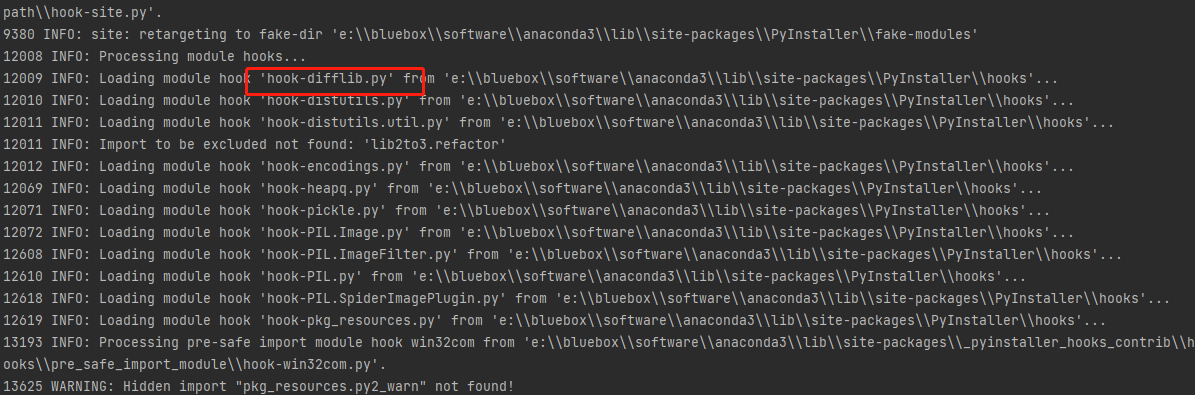 path\\hook-site.py'.
9380 INFO: site: retargeting to fake-dir 'e:\\bluebox\\software\\anaconda3\\lib\\site-packages\\PyInstaller\\fake-modules'
12008 INFO: Processing module hooks...
12009 INFO: Loading module hook 'hook-difflib.py' from 'e:\\bluebox\\software\\anaconda3\\lib\\site-packages\\PyInstaller\\hooks'...
12010 INFO: Loading module hook 'hook-distutils.py' from 'e:\\bluebox\\software\\anaconda3\\lib\\site-packages\\PyInstaller\\hooks'...
12011 INFO: Loading module hook 'hook-distutils.util.py' from 'e:\\bluebox\\software\\anaconda3\\lib\\site-packages\\PyInstaller\\hooks'...
12011 INFO: Import to be excluded not found: 'lib2to3.refactor'
12012 INFO: Loading module hook 'hook-encodings.py' from 'e:\\bluebox\\software\\anaconda3\\lib\\site-packages\\PyInstaller\\hooks'...
12069 INFO: Loading module hook 'hook-heapq.py' from 'e:\\bluebox\\software\\anaconda3\\lib\\site-packages\\PyInstaller\\hooks'...
12071 INFO: Loading module hook 'hook-pickle.py' from 'e:\\bluebox\\software\\anaconda3\\lib\\site-packages\\PyInstaller\\hooks'...
12072 INFO: Loading module hook 'hook-PIL.Image.py' from 'e:\\bluebox\\software\\anaconda3\\lib\\site-packages\\PyInstaller\\hooks'...
12608 INFO: Loading module hook 'hook-PIL.ImageFilter.py' from 'e:\\bluebox\\software\\anaconda3\\lib\\site-packages\\PyInstaller\\hooks'...
12610 INFO: Loading module hook 'hook-PIL.py' from 'e:\\bluebox\\software\\anaconda3\\lib\\site-packages\\PyInstaller\\hooks'...
12618 INFO: Loading module hook 'hook-PIL.SpiderImagePlugin.py' from 'e:\\bluebox\\software\\anaconda3\\lib\\site-packages\\PyInstaller\\hooks'...
12619 INFO: Loading module hook 'hook-pkg_resources.py' from 'e:\\bluebox\\software\\anaconda3\\lib\\site-packages\\PyInstaller\\hooks'...
13193 INFO: Processing pre-safe import module hook win32com from 'e:\\bluebox\\software\\anaconda3\\lib\\site-packages\\_pyinstaller_hooks_contrib\\h
ooks\\pre_safe_import_module\\hook-win32com.py'.
13625 WARNING: Hidden import "pkg_resources.py2_warn" not found!